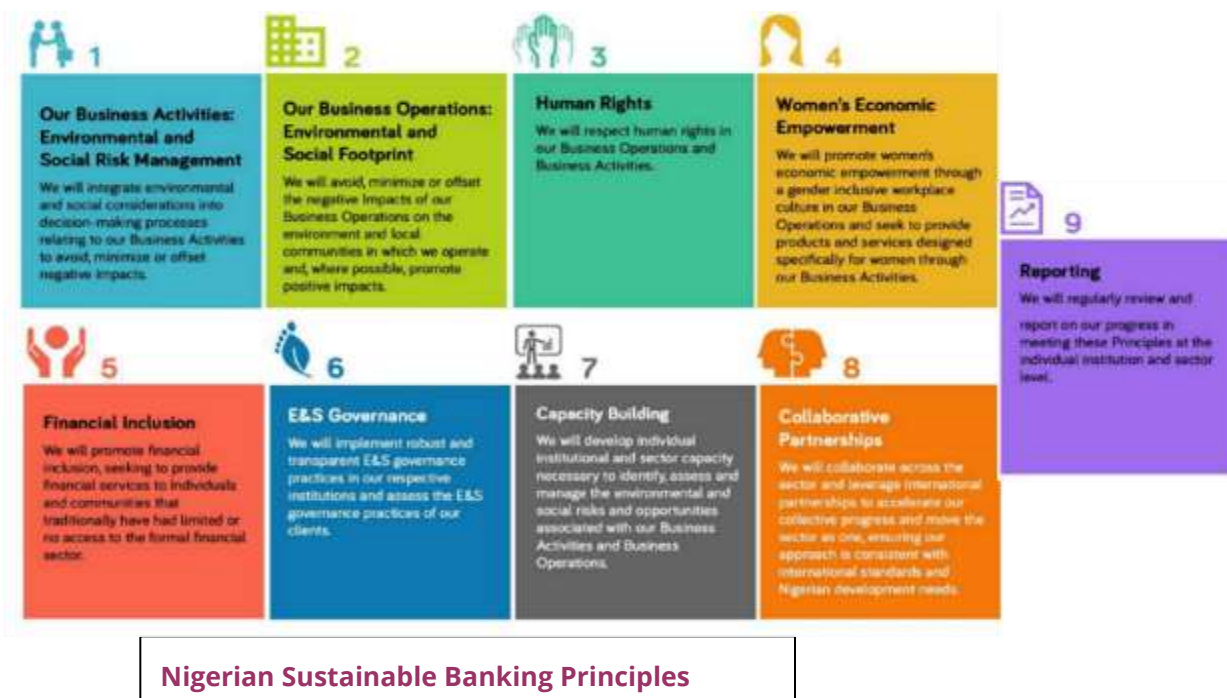 1
Our Business Activities:
Environmental and
Social Risk Management
We will integrate environmental
and social considerations into
decision-making processes
relating to our Business Activities
to avoid, minimize or offset
negative impacts.
2
Our Business Operations:
Environmental and
Social Footprint
We will avoid, minimize or offset
the negative Impacts of our
Business Operations on the
environment and local
communities in which we operate
and, where possible, promote
positive impacts.
3
Human Rights
We will respect human rights in
our Business Operations and
Business Activities.
4
Women's Economic
Empowerment
We will promote women's
economic empowerment through
a gender inclusive workplace
culture in our Business
Operations and seek to provide
products and services designed
specifically for women through
our Business Activities.
5
Financial Inclusion
We will promote financial
inclusion, seeking to provide
financial services to individuals
and communities that
traditionally have had limited or
no access to the formal financial
sector.
6
E&S Governance
We will implement robust and
transparent E&S governance
practices in our respective
institutions and assess the E&S
governance practices of our
clients.
7
Capacity Building
We will develop individual
institutional and sector capacity
necessary to identify, assess and
manage the environmental and
social risks and opportunities
associated with our Business
Activities and Business
Operations.
8
Collaborative
Partnerships
We will collaborate across the
sector and leverage international
partnerships to accelerate our
collective progress and move the
sector as one, ensuring our
approach is consistent with
international standards and
Nigerian development needs.
9
Reporting
We will regularly review and
report on our progress in
meeting these Principles at the
individual institution and sector
level.
Nigerian Sustainable Banking Principles